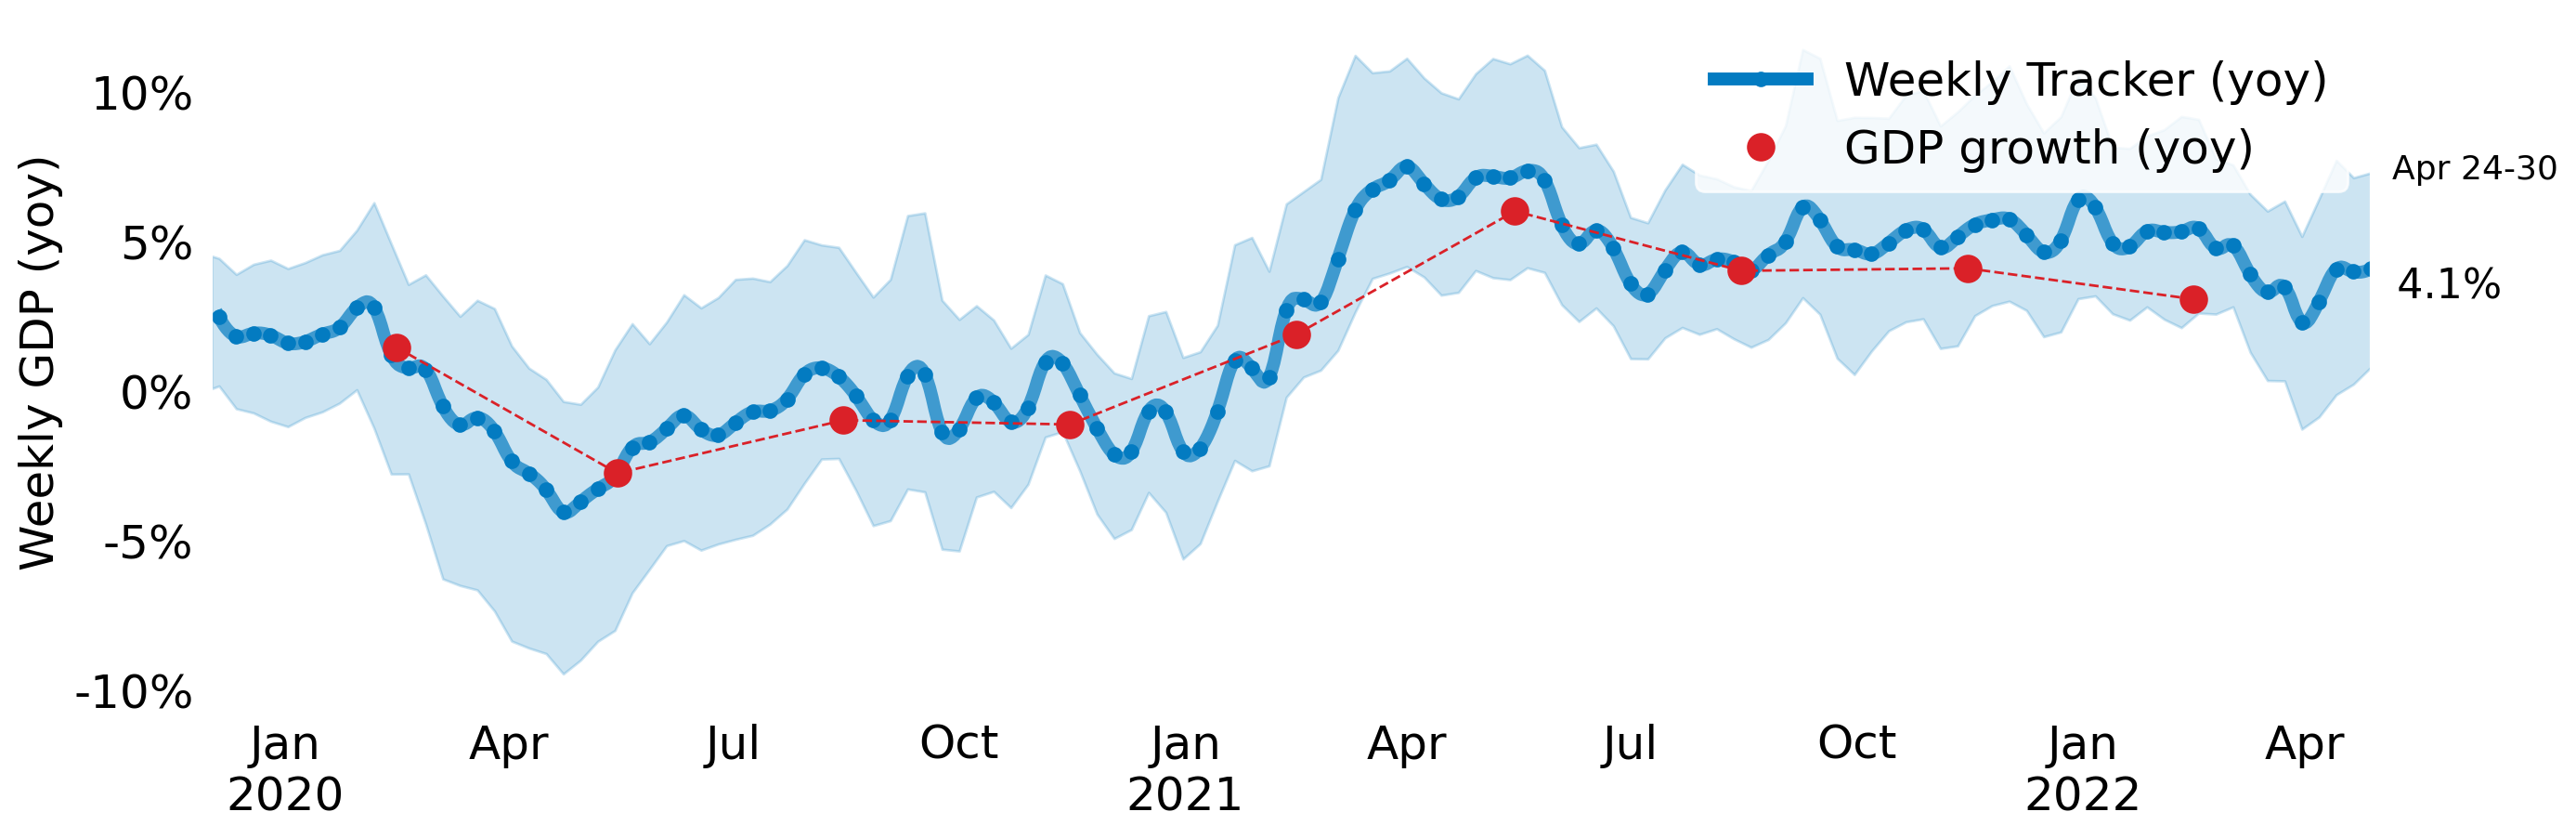 Weekly GDP (yoy)
10%
5%
0%
-5%
-10%
Weekly Tracker (yoy)
GDP growth (yoy)
Apr 24-30
4.1%
Jan Apr Jul Oct Jan Apr Jul Oct Jan Apr
2020 2021 2022